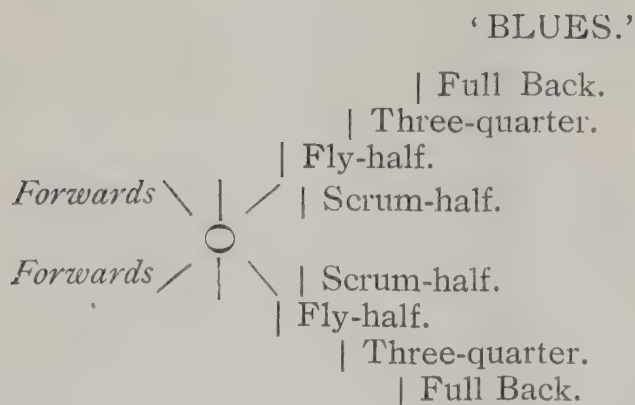 ‘ BLUES.’
| Full Back.
| Three-quarter.
| Fly-half.
Forwards \ | / | Scrum-half.
O
Forwards / | \ | Scrum-half.
| Fly-half.
| Three-quarter.
| Full Back.